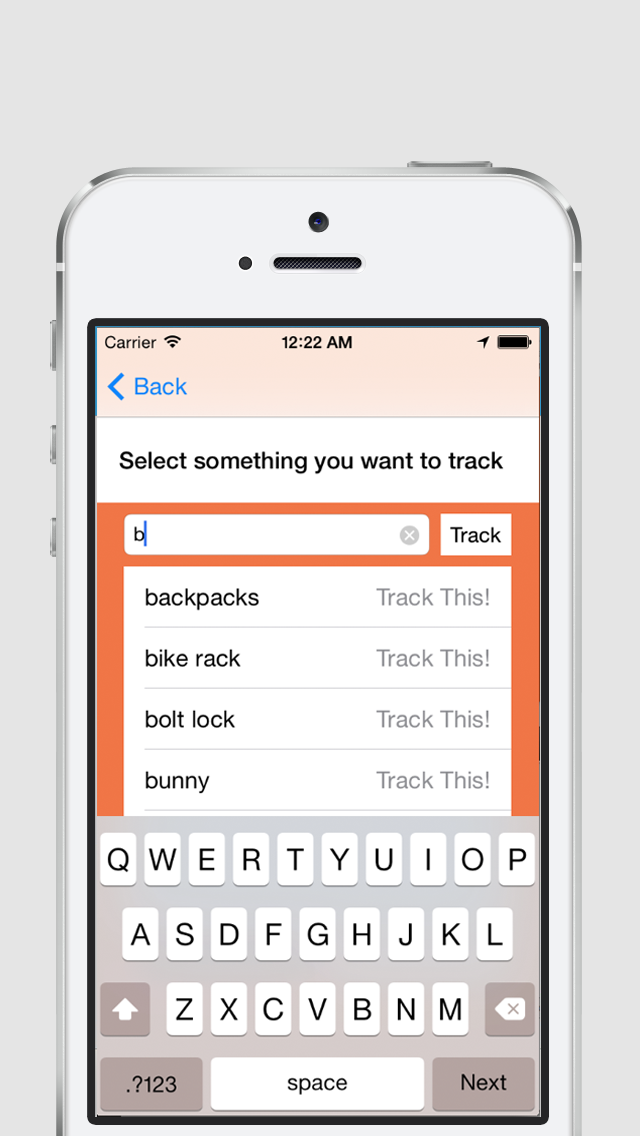 Carrier 12:22 AM
Back
Select something you want to track
b Track
backpacks Track This!
bike rack Track This!
bolt lock Track This!
bunny Track This!
Q W E R T Y U I O P
A S D F G H J K L
Z X C V B N M
.?123 space Next